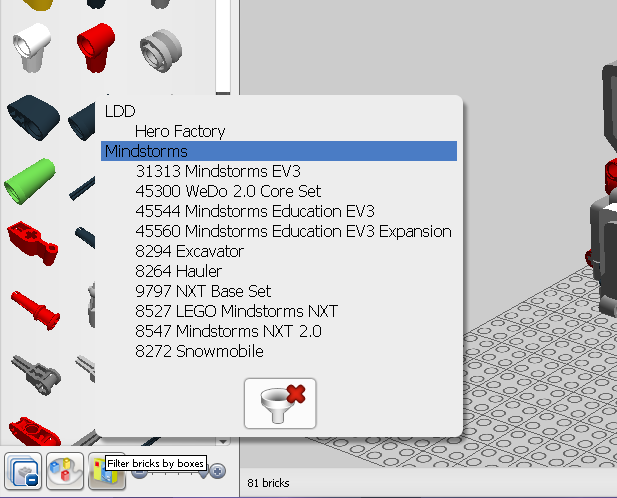 LDD
Hero Factory
Mindstorms
31313 Mindstorms EV3
45300 WeDo 2.0 Core Set
45544 Mindstorms Education EV3
45560 Mindstorms Education EV3 Expansion
8294 Excavator
8264 Hauler
9797 NXT Base Set
8527 LEGO Mindstorms NXT
8547 Mindstorms NXT 2.0
8272 Snowmobile
Filter bricks by boxes
81 bricks